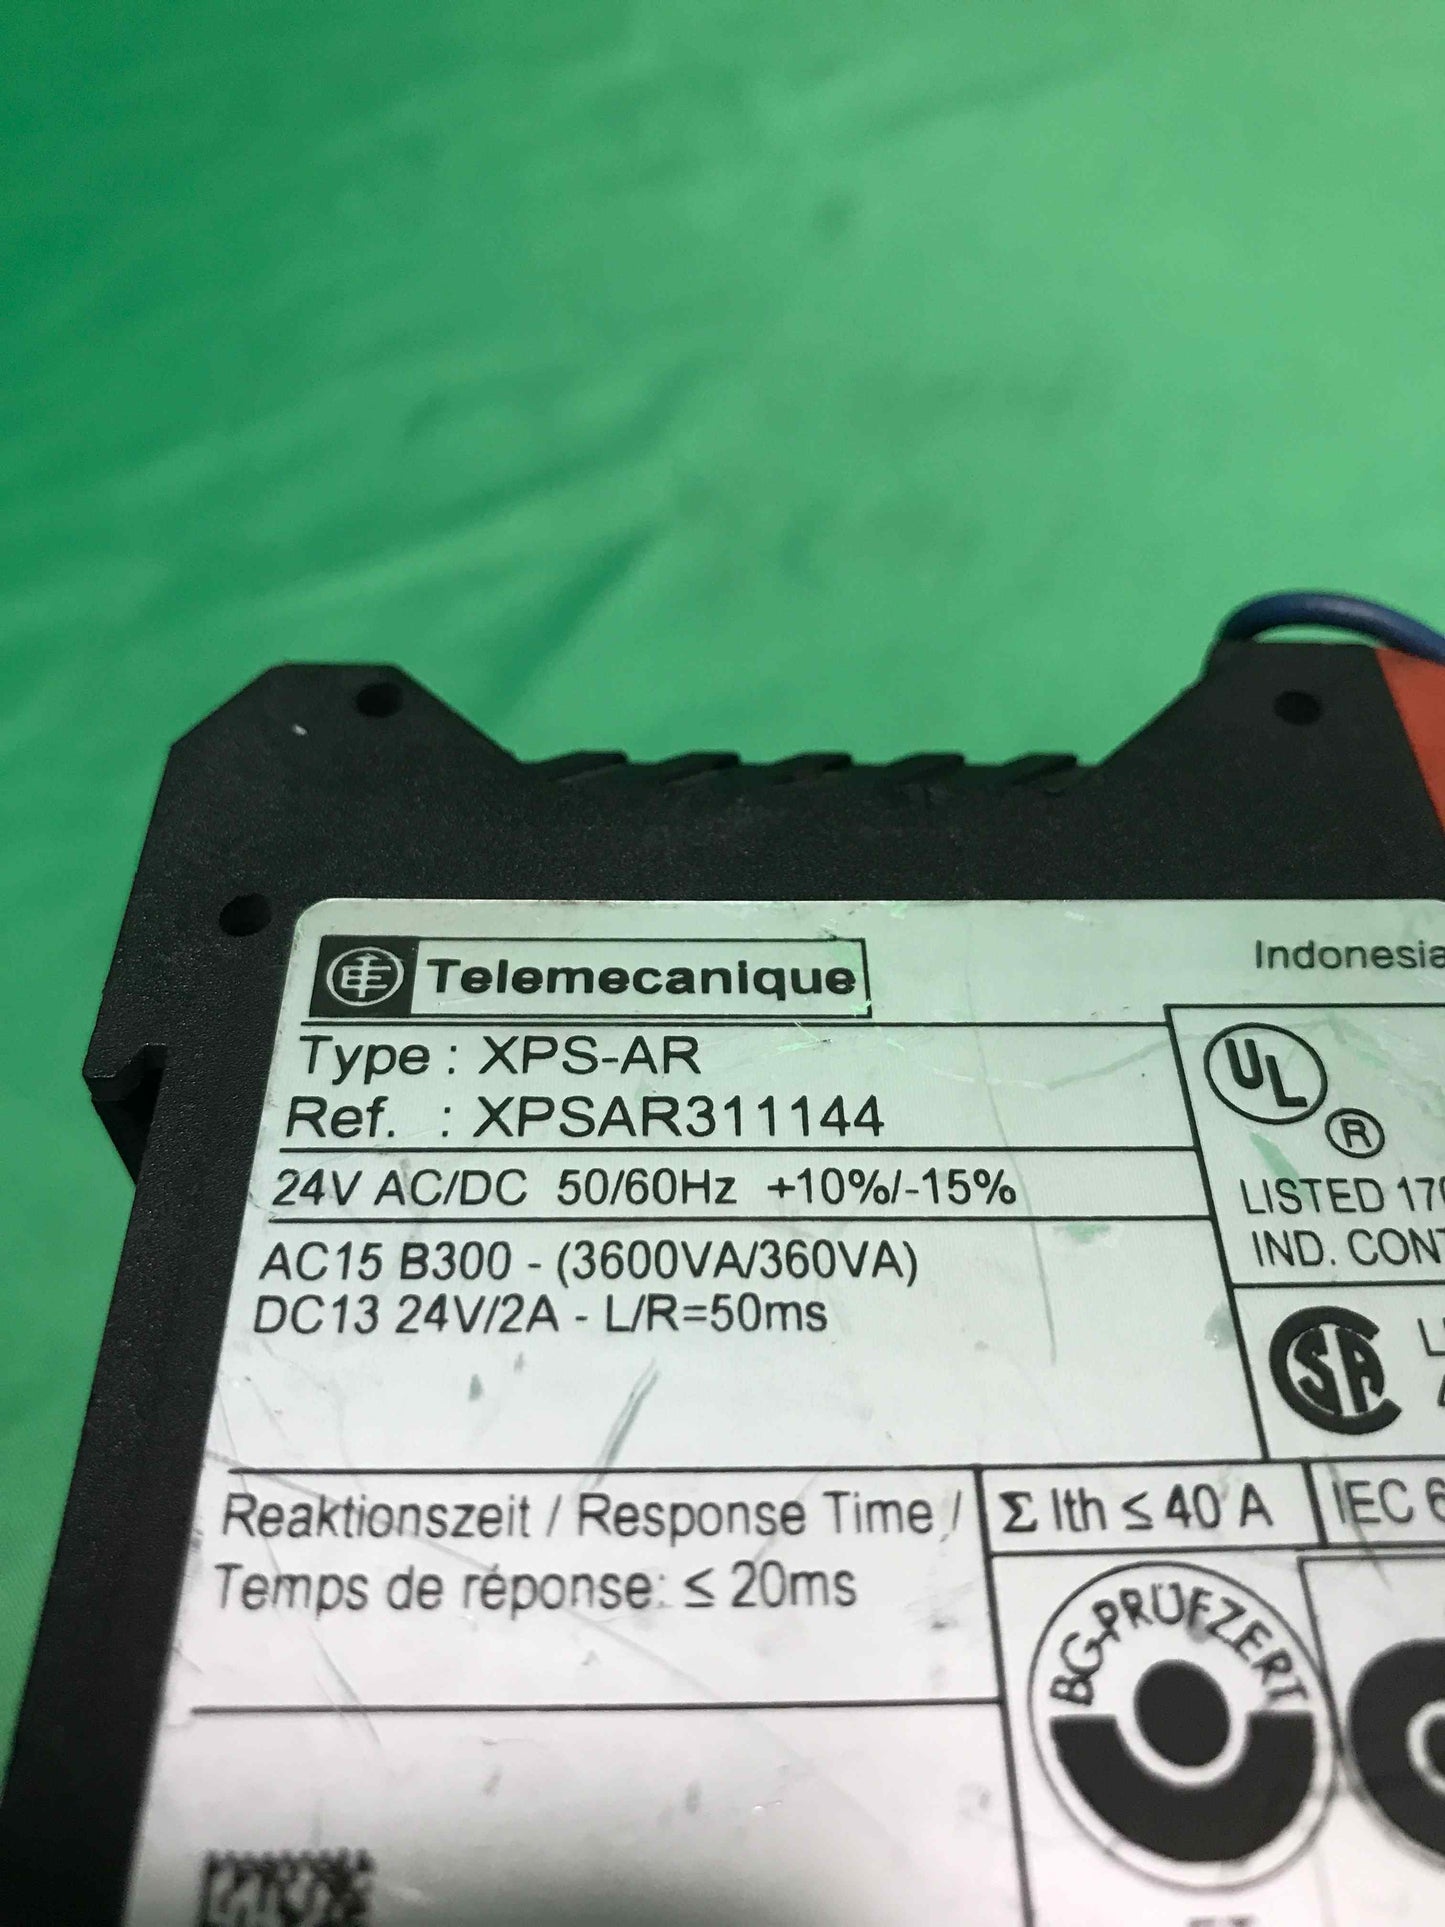 Telemecanique
Indonesia
Type : XPS-AR
Ref. : XPSAR311144
24V AC/DC 50/60Hz +10%/-15%
AC15 B300 - (3600VA/360VA)
DC13 24V/2A - L/R=50ms
UL
®
LISTED
IND.
CSA
Reaktionszeit / Response Time /
Temps de réponse: ≤ 20ms
Σ Ith ≤ 40 A
IEC
BG-PRÜFZERT